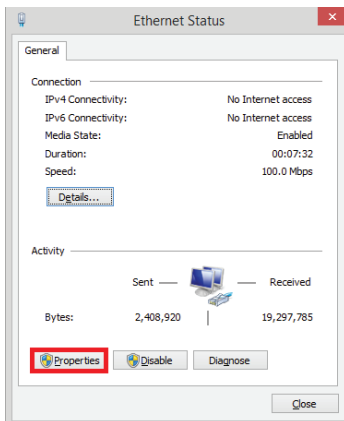 Ethernet Status
General
Connection
IPv4 Connectivity: No Internet access
IPv6 Connectivity: No Internet access
Media State: Enabled
Duration: 00:07:32
Speed: 100.0 Mbps
Details...
Activity
Sent Received
Bytes: 2,408,920 19,297,785
Properties Disable Diagnose
Close